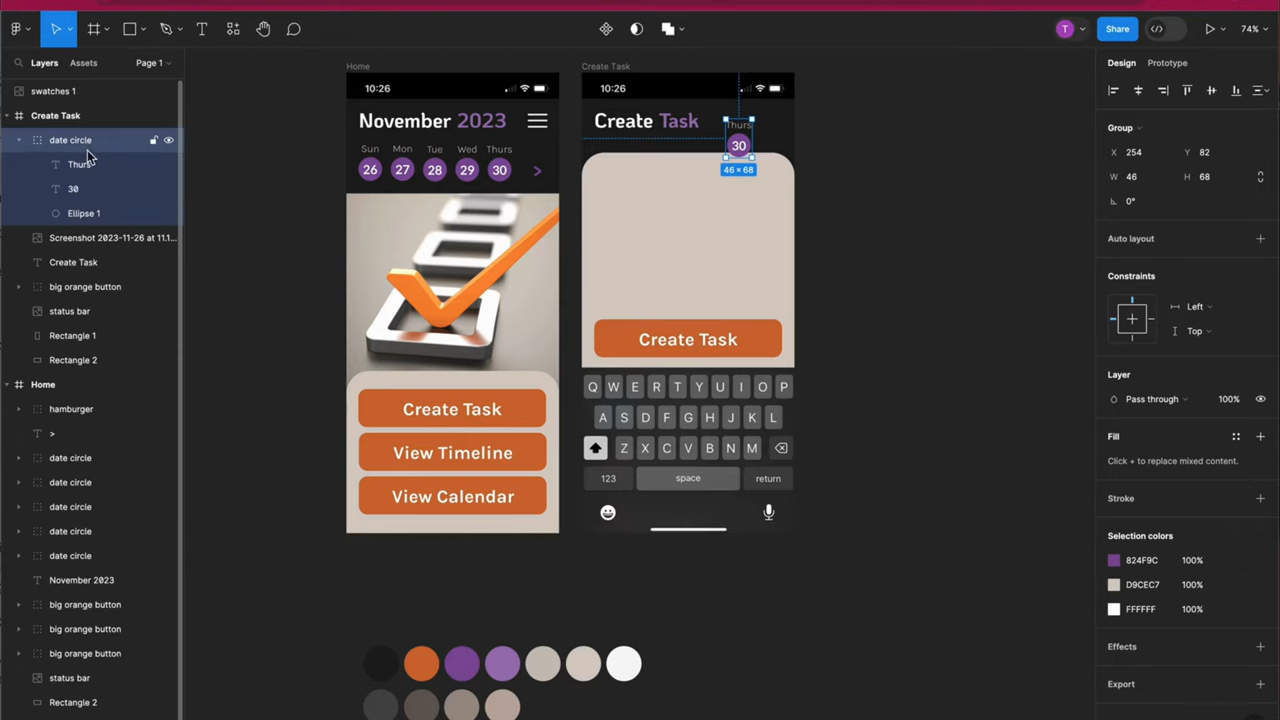 Share
74%
Layers Assets Page 1
swatches 1
Create Task
date circle
Thurs
30
Ellipse 1
Screenshot 2023-11-26 at 11.1...
Create Task
big orange button
status bar
Rectangle 1
Rectangle 2
Home
hamburger
>
date circle
date circle
date circle
date circle
date circle
November 2023
big orange button
big orange button
big orange button
status bar
Rectangle 2
Home
10:26
November 2023
Sun Mon Tue Wed Thurs
26 27 28 29 30 >
Create Task
View Timeline
View Calendar
Create Task
10:26
Create Task
Thurs
30
46 × 68
Create Task
Q W E R T Y U I O P
A S D F G H J K L
Z X C V B N M
123 space return
T
Design Prototype
Group
X 254 Y 82
W 46 H 68
0°
Auto layout
Constraints
Left
Top
Layer
Pass through 100%
Fill
Click + to replace mixed content.
Stroke
Selection colors
824F9C 100%
D9CEC7 100%
FFFFFF 100%
Effects
Export